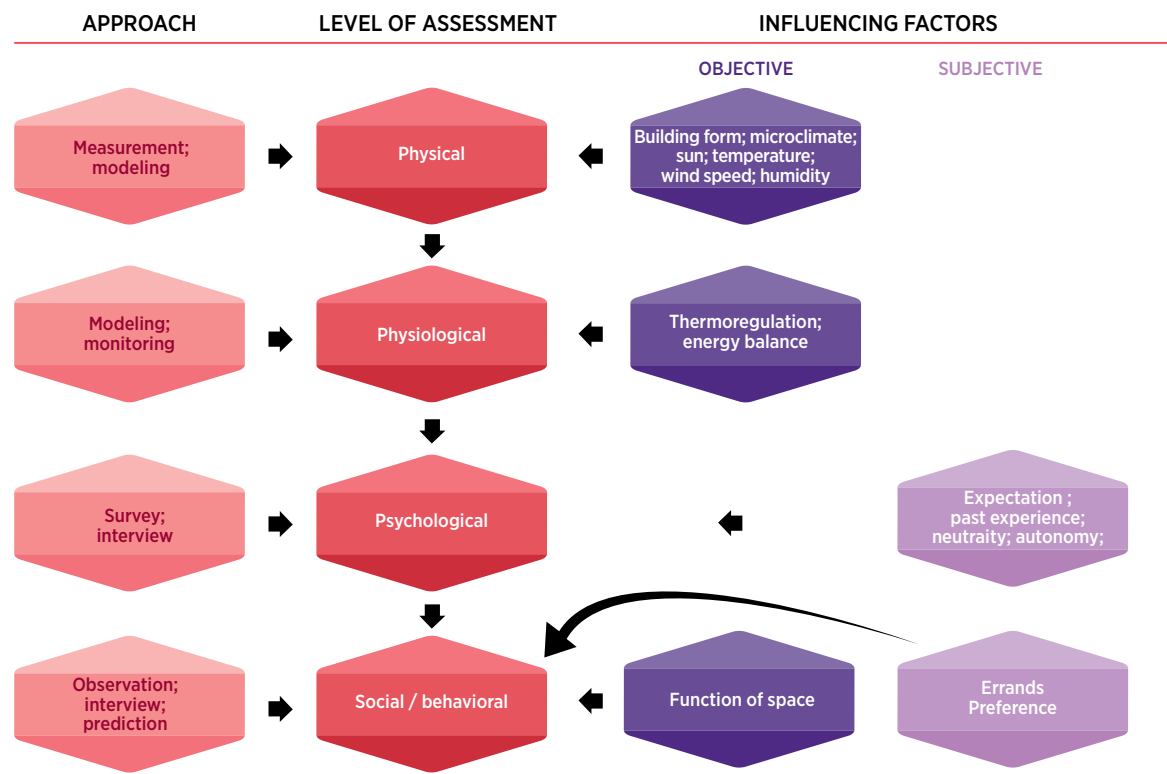 APPROACH
LEVEL OF ASSESSMENT
INFLUENCING FACTORS
OBJECTIVE
SUBJECTIVE
Measurement;
modeling
Physical
Building form; microclimate;
sun; temperature;
wind speed; humidity
Modeling;
monitoring
Physiological
Thermoregulation;
energy balance
Survey;
interview
Psychological
Expectation ;
past experience;
neutraity; autonomy;
Observation;
interview;
prediction
Social / behavioral
Function of space
Errands
Preference